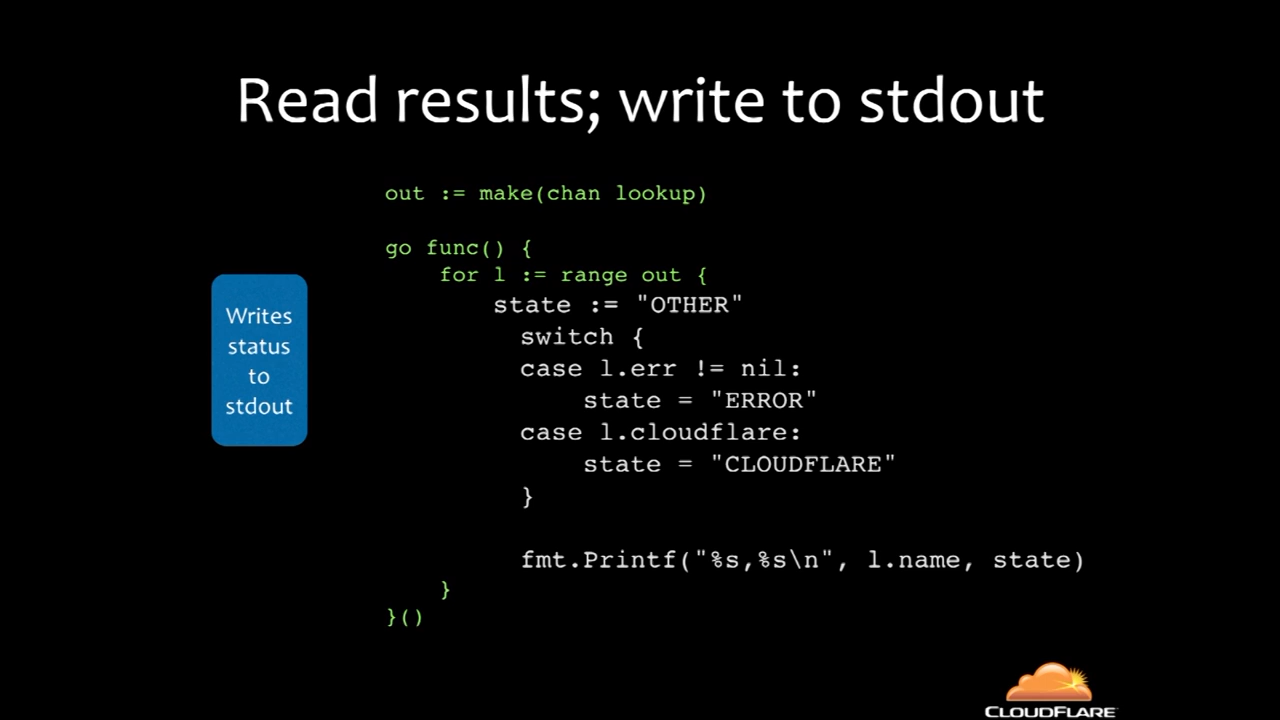 Read results; write to stdout
out := make(chan lookup)
go func() {
for l := range out {
state := "OTHER"
switch {
case l.err != nil:
state = "ERROR"
case l.cloudflare:
state = "CLOUDFLARE"
}
fmt.Printf("%s,%s\n", l.name, state)
}
}()
Writes
status
to
stdout
CLOUDFLARE